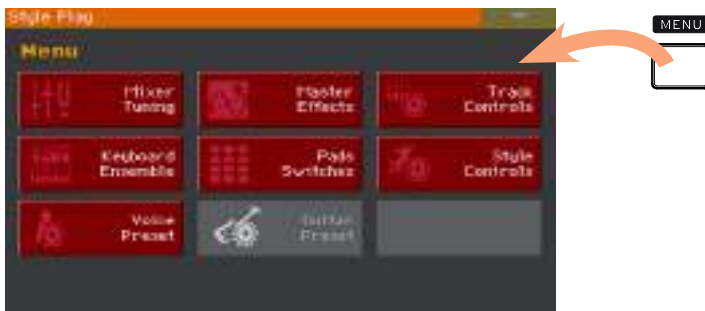 Style Play
MENU
Menu
Mixer
Tuning
Master
Effects
Track
Controls
Keyboard
Ensemble
Pads
Switches
Style
Controls
Voice
Preset
Guitar
Preset